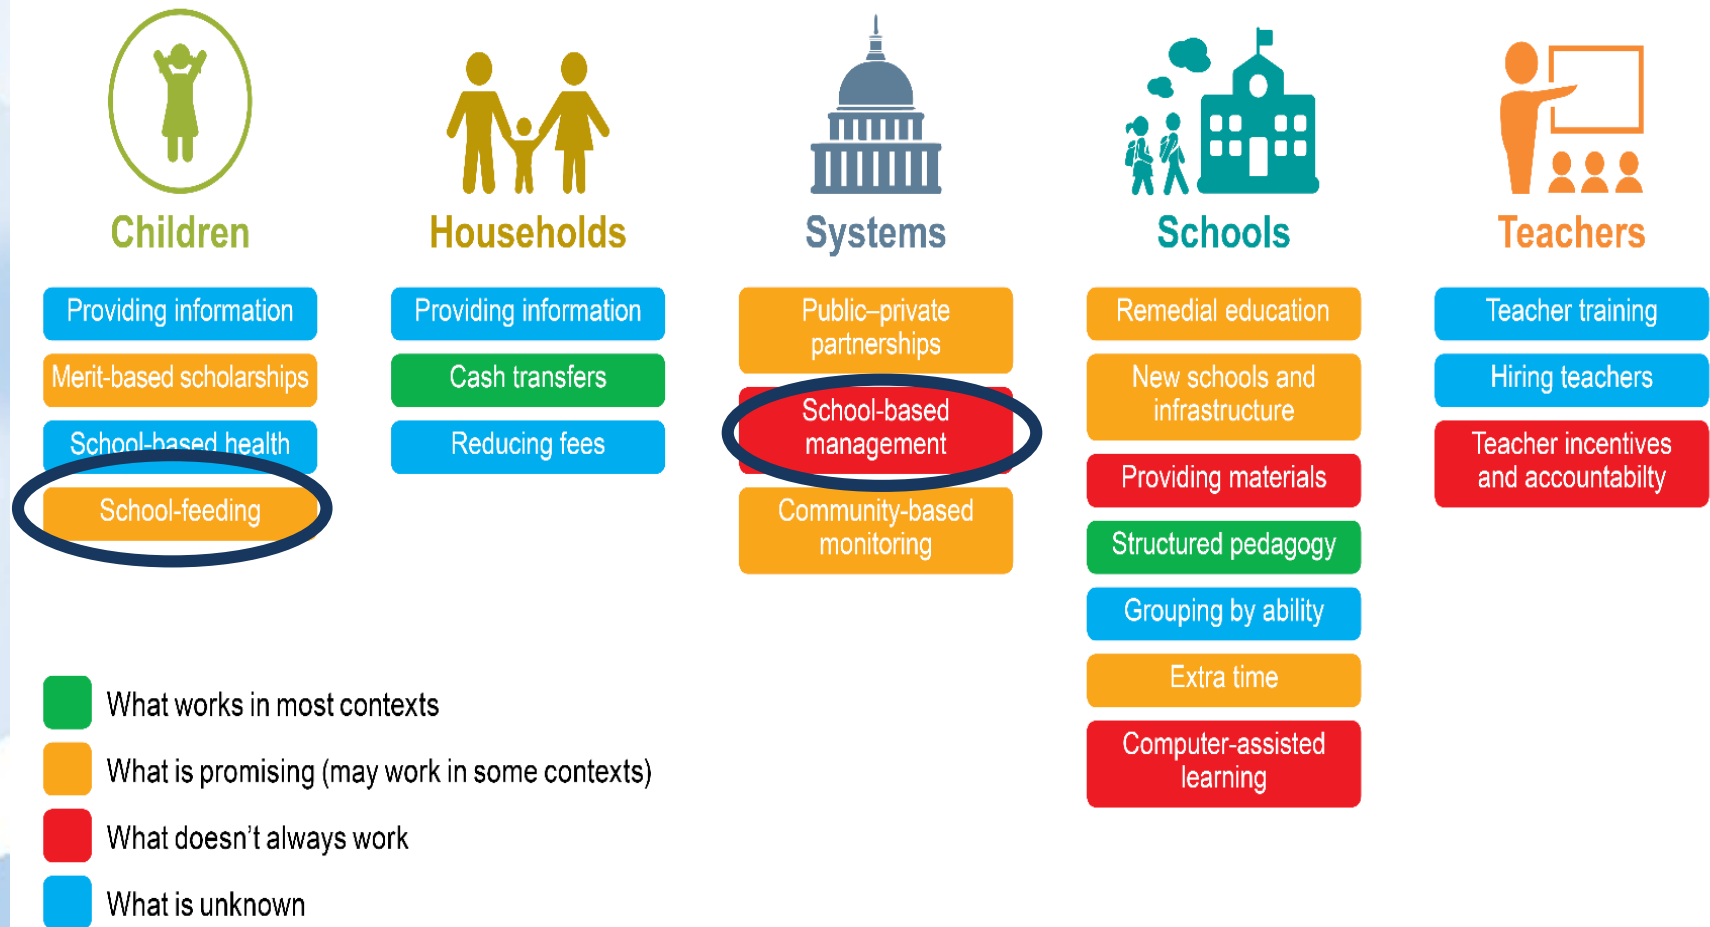 Children
Providing information
Merit-based scholarships
School-based health
School-feeding
Households
Providing information
Cash transfers
Reducing fees
Systems
Public–private
partnerships
School-based
management
Community-based
monitoring
Schools
Remedial education
New schools and
infrastructure
Providing materials
Structured pedagogy
Grouping by ability
Extra time
Computer-assisted
learning
Teachers
Teacher training
Hiring teachers
Teacher incentives
and accountabilty
What works in most contexts
What is promising (may work in some contexts)
What doesn’t always work
What is unknown